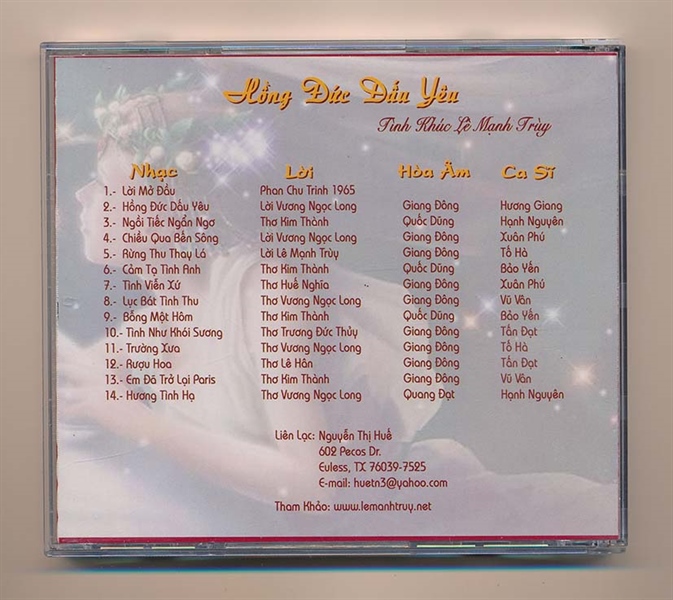 Hồng Đức Dấu Yêu
Tình Khúc Lê Mạnh Trùy
Nhạc Lời Hòa Âm Ca Sĩ
1.- Lời Mở Đầu Phan Chu Trinh 1965
2.- Hồng Đức Dấu Yêu Lời Vương Ngọc Long Giang Đông Hương Giang
3.- Ngồi Tiếc Ngẩn Ngơ Thơ Kim Thành Quốc Dũng Hạnh Nguyên
4.- Chiều Qua Bến Sông Lời Vương Ngọc Long Giang Đông Xuân Phú
5.- Rừng Thu Thay Lá Lời Lê Mạnh Trùy Giang Đông Tố Hà
6.- Cảm Tạ Tình Anh Thơ Kim Thành Quốc Dũng Bảo Yến
7.- Tình Viễn Xứ Thơ Huế Nghĩa Giang Đông Xuân Phú
8.- Lục Bát Tình Thu Thơ Vương Ngọc Long Giang Đông Vũ Vân
9.- Bỗng Một Hôm Thơ Kim Thành Quốc Dũng Bảo Yến
10.- Tình Như Khói Sương Thơ Trương Đức Thủy Giang Đông Tấn Đạt
11.- Trường Xưa Thơ Vương Ngọc Long Giang Đông Tố Hà
12.- Rượu Hoa Thơ Lê Hân Giang Đông Tấn Đạt
13.- Em Đã Trở Lại Paris Thơ Kim Thành Giang Đông Vũ Vân
14.- Hương Tình Hạ Thơ Vương Ngọc Long Quang Đạt Hạnh Nguyên
Liên Lạc: Nguyễn Thị Huế
602 Pecos Dr.
Euless, TX 76039-7525
E-mail: huetn3@yahoo.com
Tham Khảo: www.lemanhtruy.net